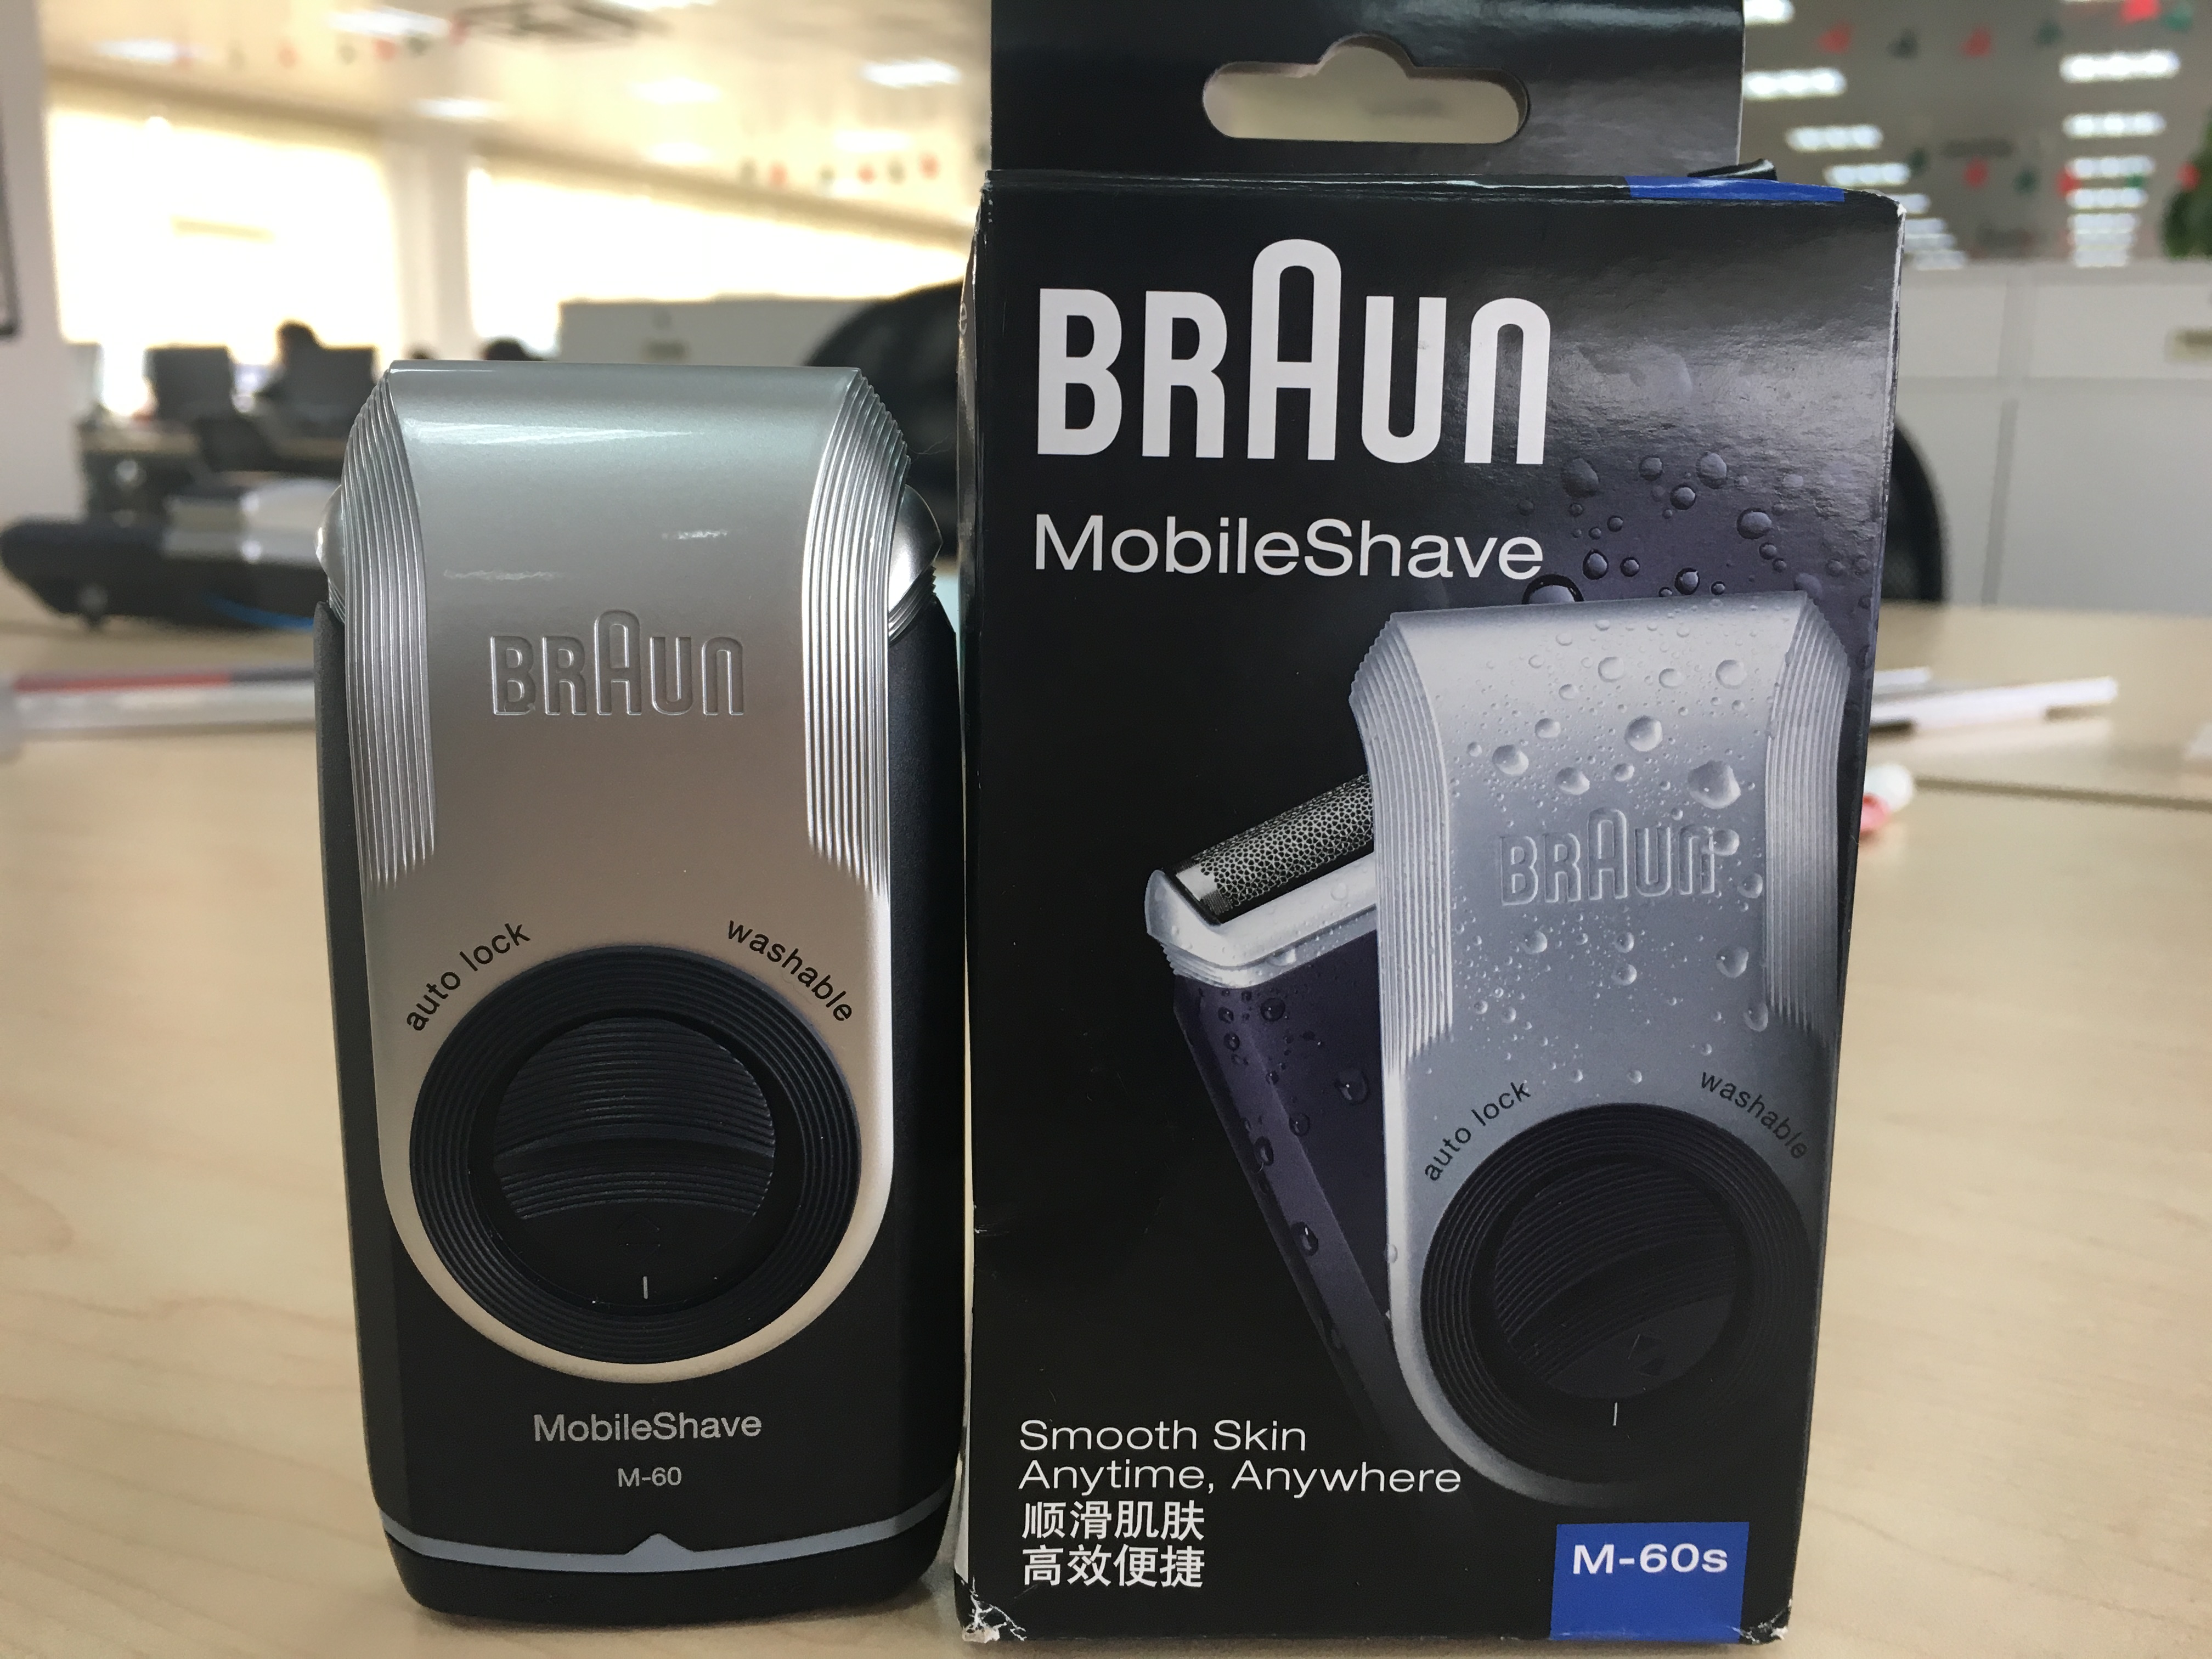 BRAUN
auto lock
washable
MobileShave
M-60
BRAUN
MobileShave
BRAUN
auto lock
washable
Smooth Skin
Anytime, Anywhere
顺滑肌肤
高效便捷
M-60s